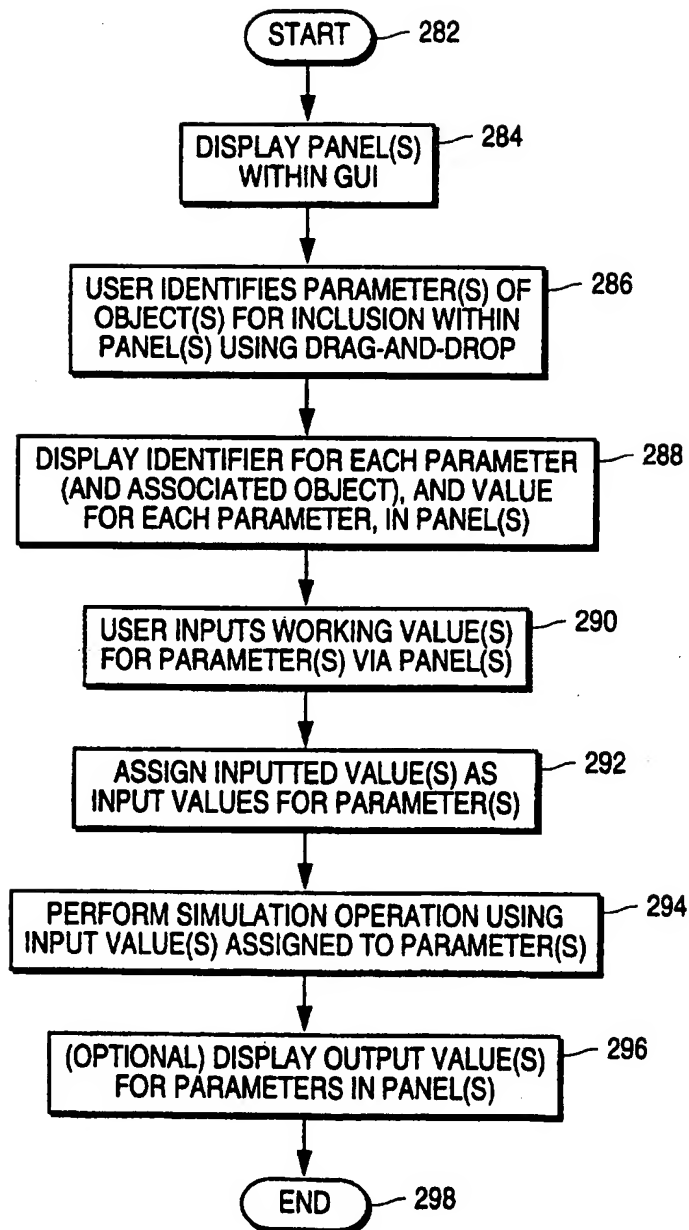 START
282
DISPLAY PANEL(S)
WITHIN GUI
284
USER IDENTIFIES PARAMETER(S) OF
OBJECT(S) FOR INCLUSION WITHIN
PANEL(S) USING DRAG-AND-DROP
286
DISPLAY IDENTIFIER FOR EACH PARAMETER
(AND ASSOCIATED OBJECT), AND VALUE
FOR EACH PARAMETER, IN PANEL(S)
288
USER INPUTS WORKING VALUE(S)
FOR PARAMETER(S) VIA PANEL(S)
290
ASSIGN INPUTTED VALUE(S) AS
INPUT VALUES FOR PARAMETER(S)
292
PERFORM SIMULATION OPERATION USING
INPUT VALUE(S) ASSIGNED TO PARAMETER(S)
294
(OPTIONAL) DISPLAY OUTPUT VALUE(S)
FOR PARAMETERS IN PANEL(S)
296
END
298